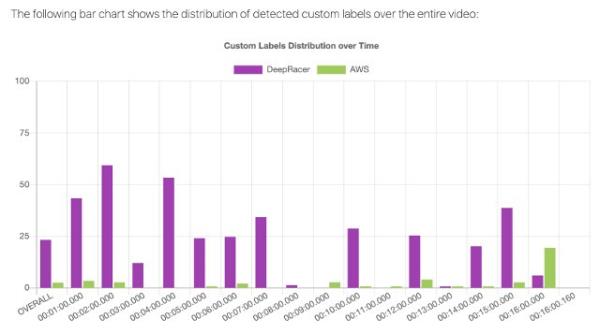 The following bar chart shows the distribution of detected custom labels over the entire video:
Custom Labels Distribution over Time
DeepRacer AWS
100
75
50
25
0
OVERALL 00:01:00.000 00:02:00.000 00:03:00.000 00:04:00.000 00:05:00.000 00:06:00.000 00:07:00.000 00:08:00.000 00:09:00.000 00:10:00.000 00:11:00.000 00:12:00.000 00:13:00.000 00:14:00.000 00:15:00.000 00:16:00.000 00:16:00.160